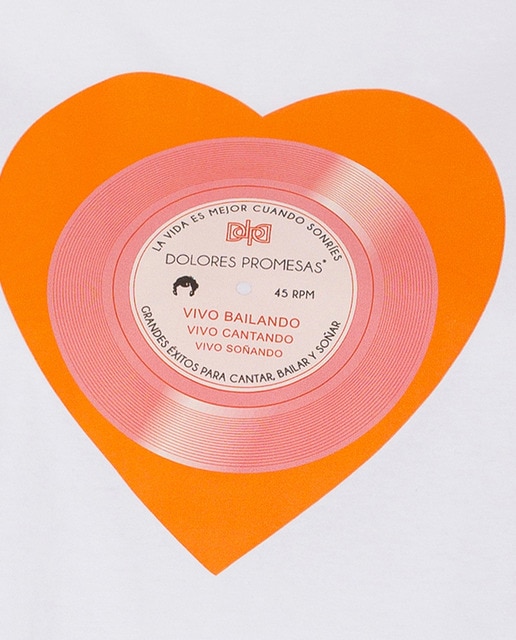 LA VIDA ES MEJOR CUANDO SONRÍES
DOLORES PROMESAS*
45 RPM
VIVO BAILANDO
VIVO CANTANDO
VIVO SOÑANDO
GRANDES ÉXITOS PARA CANTAR, BAILAR Y SOÑAR